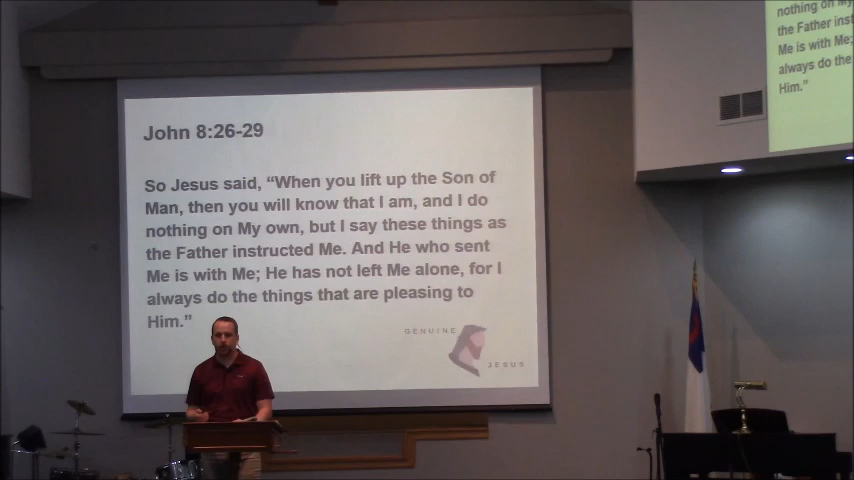 John 8:26-29
So Jesus said, “When you lift up the Son of
Man, then you will know that I am, and I do
nothing on My own, but I say these things as
the Father instructed Me. And He who sent
Me is with Me; He has not left Me alone, for I
always do the things that are pleasing to
Him.”
GENUINE
JESUS
nothing on My
the Father
Me is with Me;
always do the
Him.”